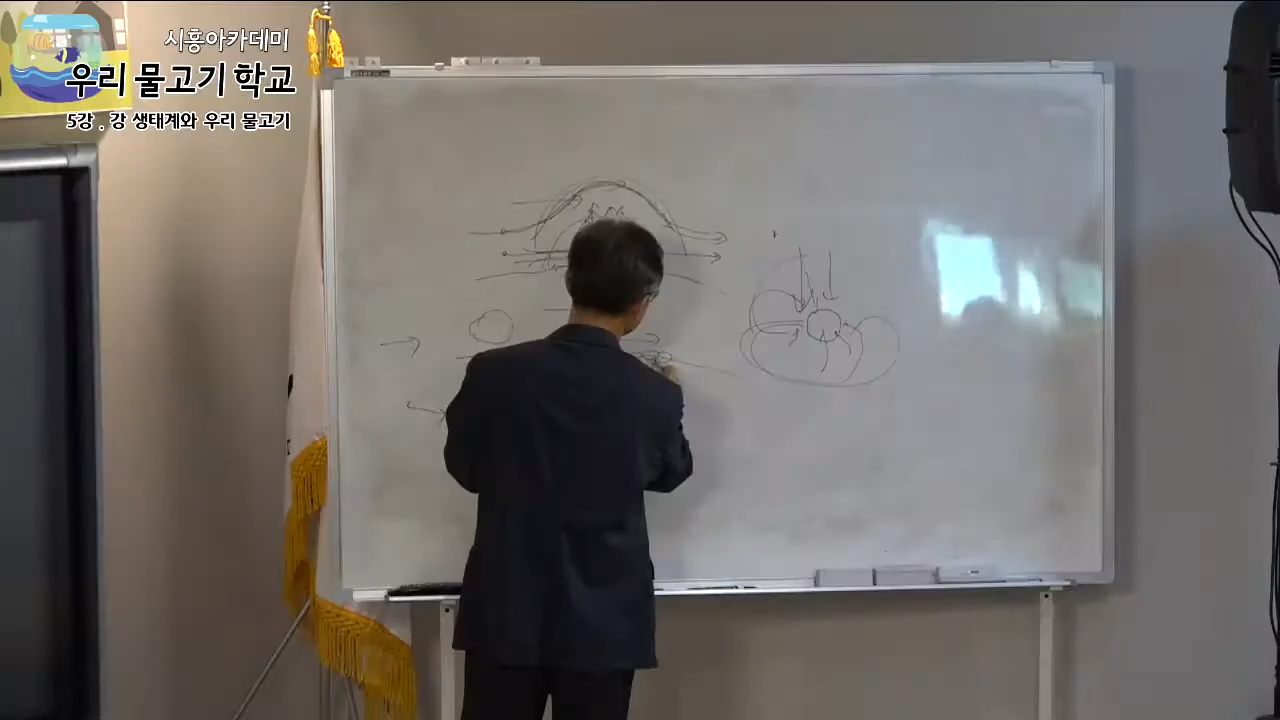 시흥아카데미
우리 물고기 학교
5강 . 강 생태계와 우리 물고기